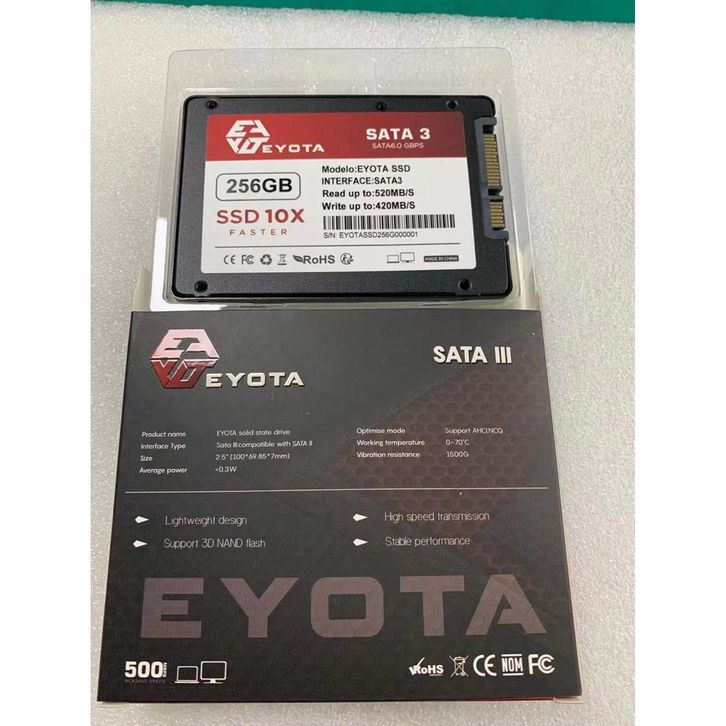 EYOTA
SATA 3
SATA6.0 GBPS
256GB
SSD 10X
FASTER
Modelo:EYOTA SSD
INTERFACE:SATA3
Read up to:520MB/S
Write up to:420MB/S
S/N: EYOTASSD256G000001
CE FC RoHS
MADE IN CHINA
EYOTA
SATA III
Product name EYOTA solid state drive
Interface Type Sata III:compatible with SATA II
Size 2.5" (100*69.85*7mm)
Average power <0.3W
Optimise mode Support AHCI,NCQ
Working temperature 0~70℃
Vibration resistance 1500G
Lightweight design
High speed transmission
Support 3D NAND flash
Stable performance
EYOTA
500
RoHS CE NOM FC